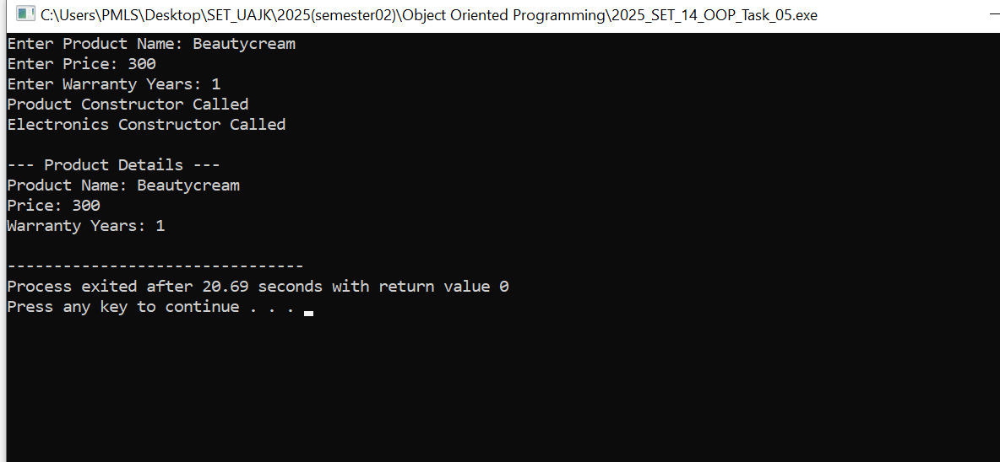 C:\Users\PMLS\Desktop\SET_UAJK\2025(semester02)\Object Oriented Programming\2025_SET_14_OOP_Task_05.exe
Enter Product Name: Beautycream
Enter Price: 300
Enter Warranty Years: 1
Product Constructor Called
Electronics Constructor Called

--- Product Details ---
Product Name: Beautycream
Price: 300
Warranty Years: 1

--------------------------------
Process exited after 20.69 seconds with return value 0
Press any key to continue . . .